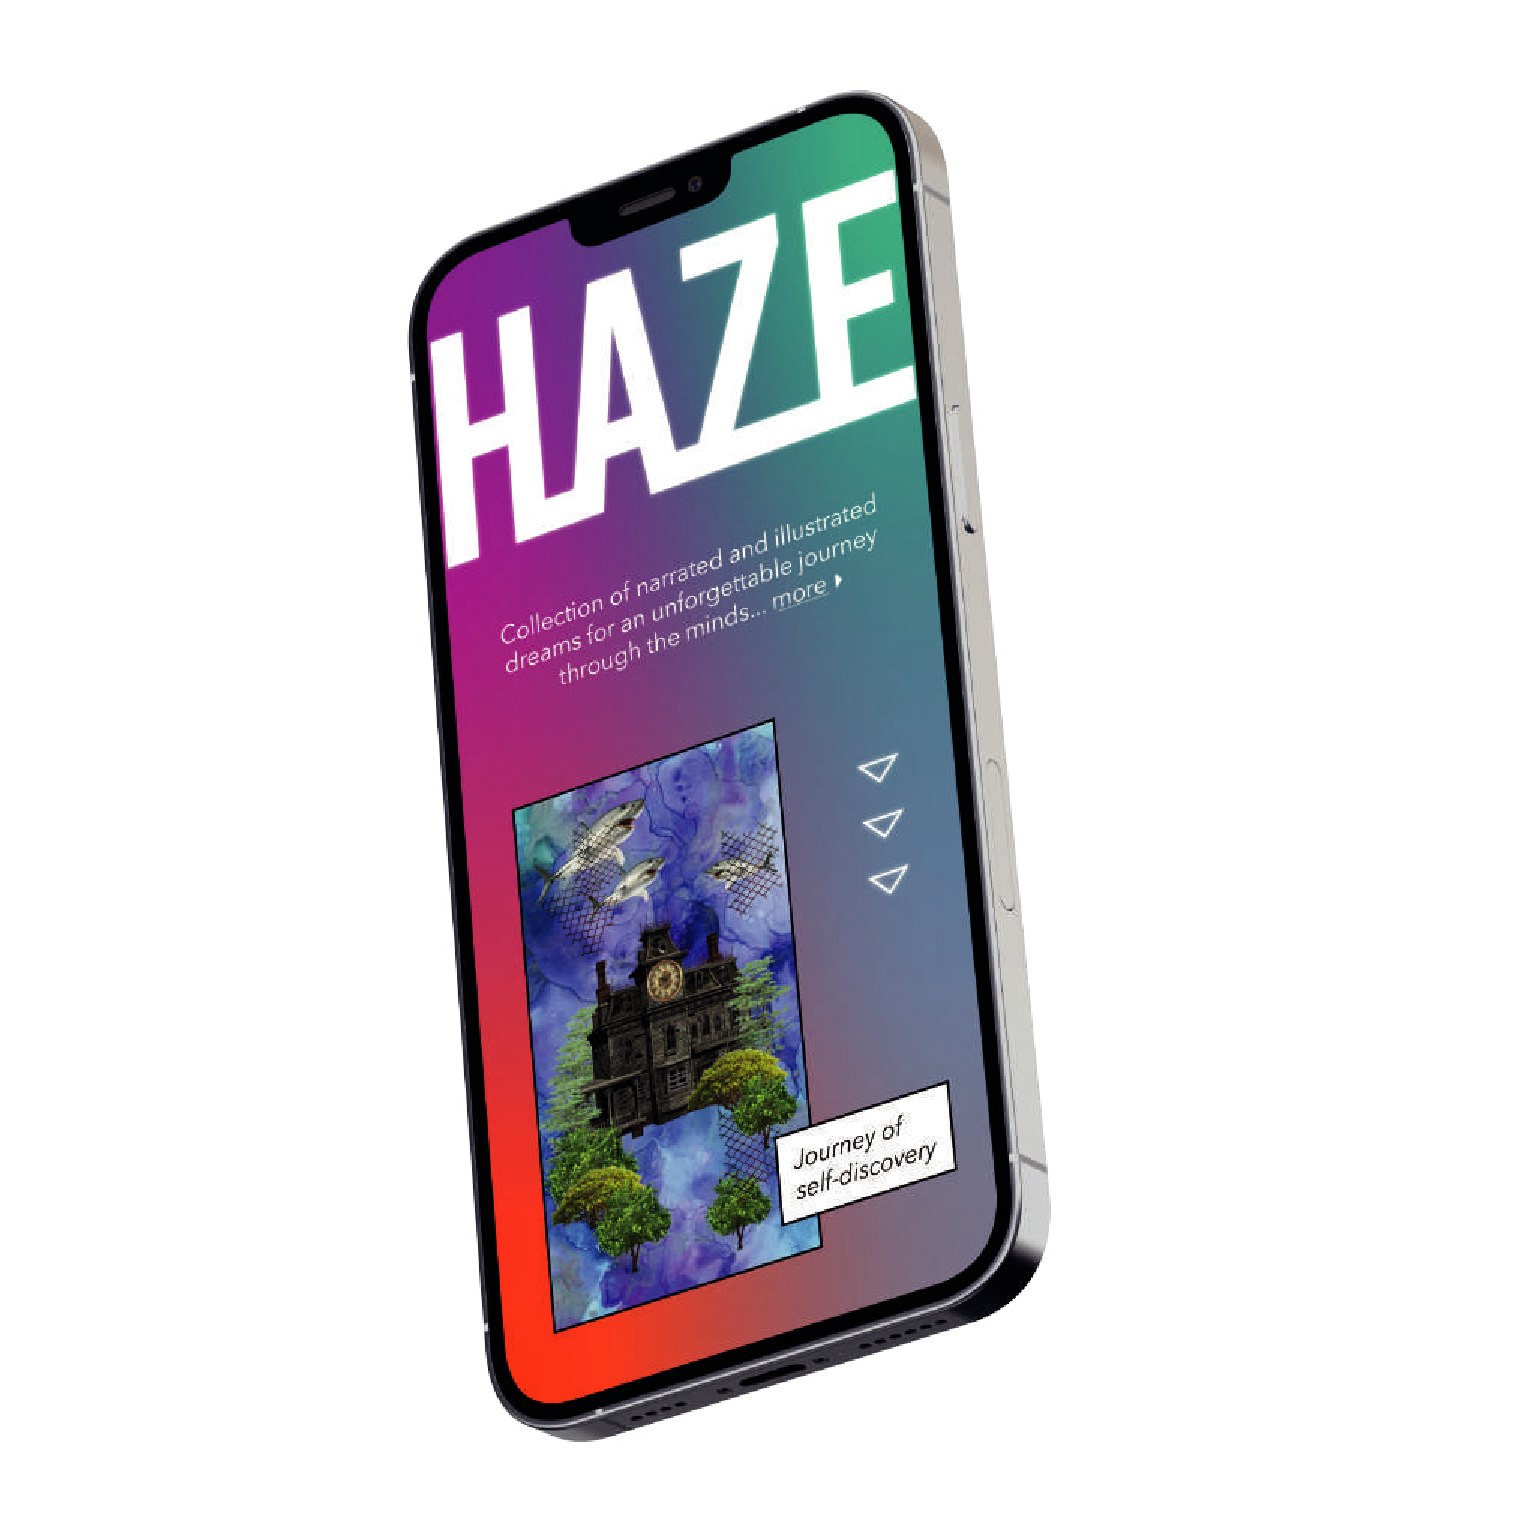 HAZE
Collection of narrated and illustrated
dreams for an unforgettable journey
through the minds... more
Journey of
self-discovery